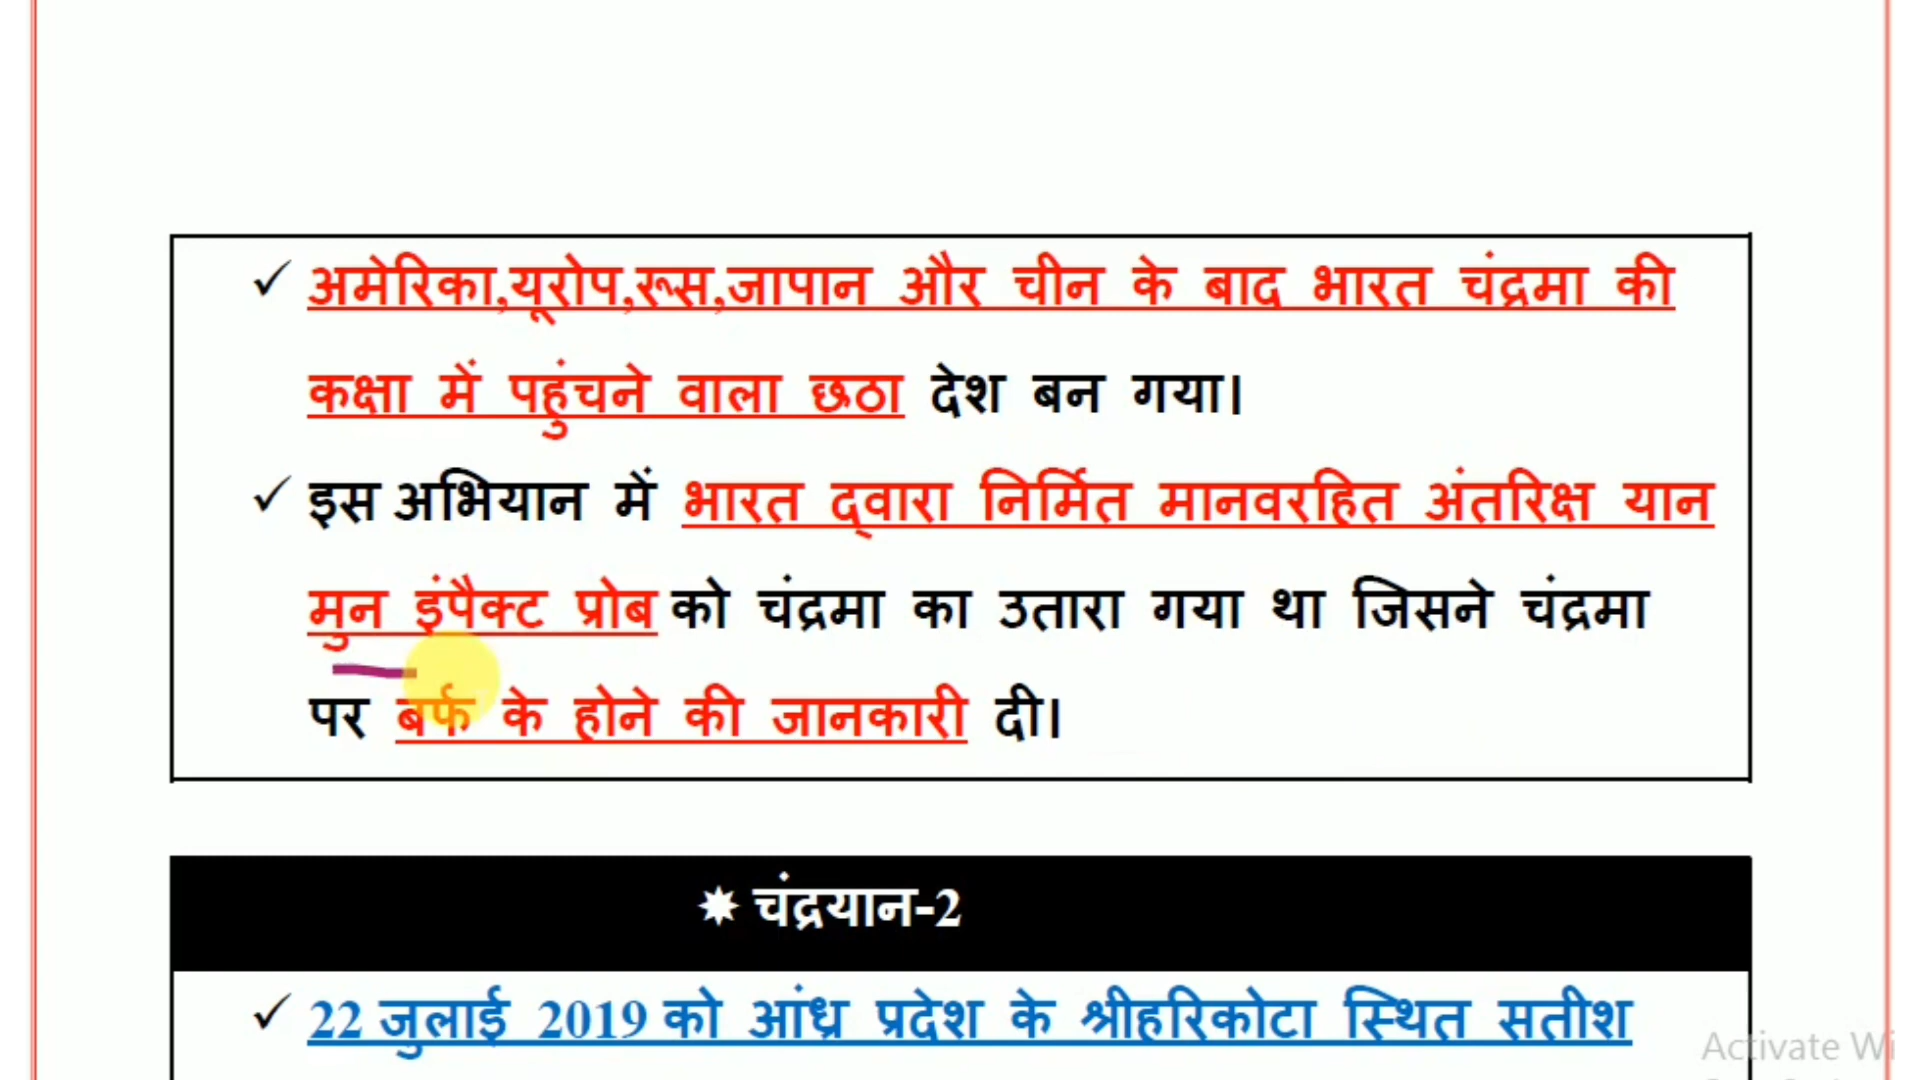 ✓ अमेरिका,यूरोप,रूस,जापान और चीन के बाद भारत चंद्रमा की
कक्षा में पहुंचने वाला छठा देश बन गया।
✓ इस अभियान में भारत द्वारा निर्मित मानवरहित अंतरिक्ष यान
मुन इंपैक्ट प्रोब को चंद्रमा का उतारा गया था जिसने चंद्रमा
पर बर्फ के होने की जानकारी दी।
✸ चंद्रयान-2
✓ 22 जुलाई 2019 को आंध्र प्रदेश के श्रीहरिकोटा स्थित सतीश
Activate Wi